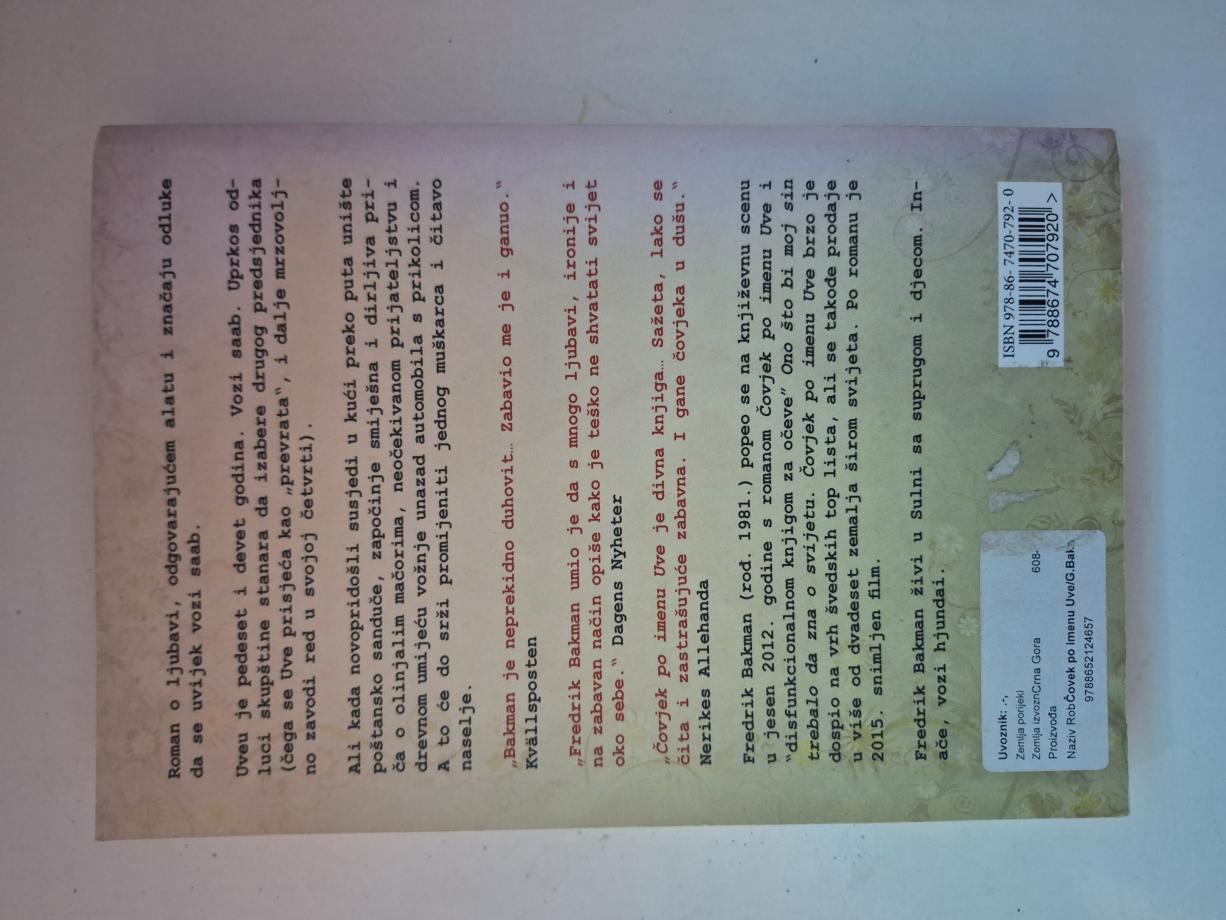 Roman o ljubavi, odgovarajućem alatu i značaju odluke
da se uvijek vozi saab.
Uveu je pedeset i devet godina. Vozi saab. Uprkos od-
luci skupštine stanara da izabere drugog predsjednika
(čega se Uve prisjeća kao „prevrata“, i dalje mrzovolj-
no zavodi red u svojoj četvrti).
Ali kada novopridošli susjedi u kući preko puta unište
poštansko sanduče, započinje smiješna i dirljiva pri-
ča o olinjalim mačorima, neočekivanom prijateljstvu i
drevnom umijeću vožnje unazad automobila s prikolicom.
A to će do srži promijeniti jednog muškarca i čitavo
naselje.
„Bakman je neprekidno duhovit… Zabavio me je i ganuo.“
Kvällsposten
„Fredrik Bakman umio je da s mnogo ljubavi, ironije i
na zabavan način opiše kako je teško ne shvatati svijet
oko sebe.“ Dagens Nyheter
„Čovjek po imenu Uve je divna knjiga… Sažeta, lako se
čita i zastrašujuće zabavna. I gane čovjeka u dušu.“
Nerikes Allehanda
Fredrik Bakman (rod. 1981.) popeo se na književnu scenu
u jesen 2012. godine s romanom Čovjek po imenu Uve i
“disfunkcionalnom knjigom za očeve” Ono što bi moj sin
trebalo da zna o svijetu. Čovjek po imenu Uve brzo je
dospio na vrh švedskih top lista, ali se takođe prodaje
u više od dvadeset zemalja širom svijeta. Po romanu je
2015. snimljen film.
Fredrik Bakman živi u Sulni sa suprugom i djecom. In-
ače, vozi hjundai.
Uvoznik: .-,
Zemlja porijekl
Zemlja izvoznCrna Gora 608-
Proizvođa
Naziv RobČovek po imenu Uve/G.Bakn
9788652124657
ISBN 978-86-7470-792-0
9 788674 707920 >